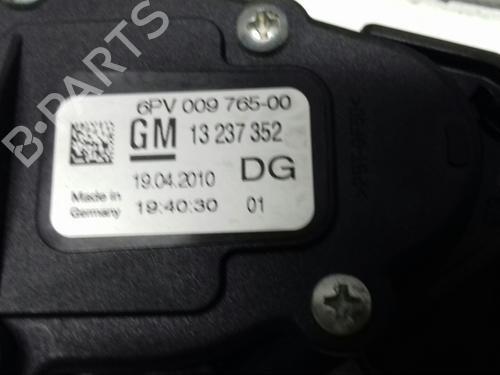 B-PARTS
6PV 009 765-00
GM 13 237 352
19.04.2010 DG
Made in
Germany
19:40:30 01